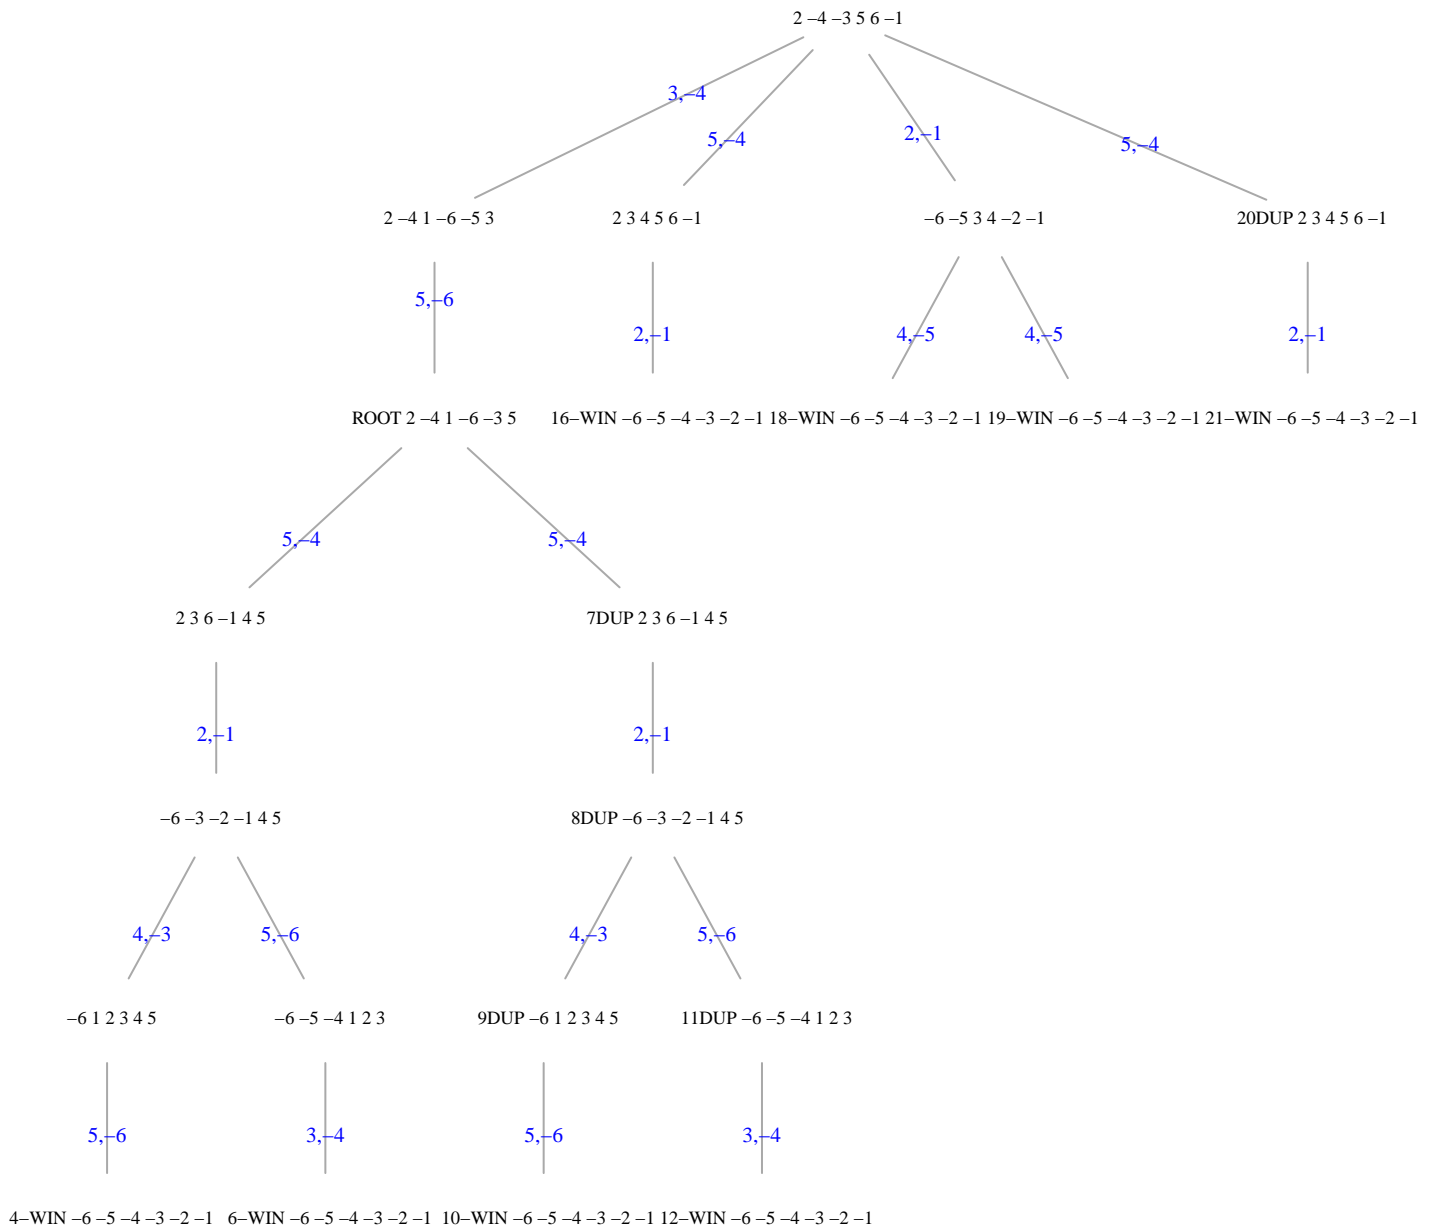 2 –4 –3 5 6 –1
3,–4
5,–4
2,–1
5,–4
2 –4 1 –6 –5 3
2 3 4 5 6 –1
–6 –5 3 4 –2 –1
20DUP 2 3 4 5 6 –1
5,–6
2,–1
4,–5
4,–5
2,–1
ROOT 2 –4 1 –6 –3 5
16–WIN –6 –5 –4 –3 –2 –1
18–WIN –6 –5 –4 –3 –2 –1
19–WIN –6 –5 –4 –3 –2 –1
21–WIN –6 –5 –4 –3 –2 –1
5,–4
5,–4
2 3 6 –1 4 5
7DUP 2 3 6 –1 4 5
2,–1
2,–1
–6 –3 –2 –1 4 5
8DUP –6 –3 –2 –1 4 5
4,–3
5,–6
4,–3
5,–6
–6 1 2 3 4 5
–6 –5 –4 1 2 3
9DUP –6 1 2 3 4 5
11DUP –6 –5 –4 1 2 3
5,–6
3,–4
5,–6
3,–4
4–WIN –6 –5 –4 –3 –2 –1
6–WIN –6 –5 –4 –3 –2 –1
10–WIN –6 –5 –4 –3 –2 –1
12–WIN –6 –5 –4 –3 –2 –1